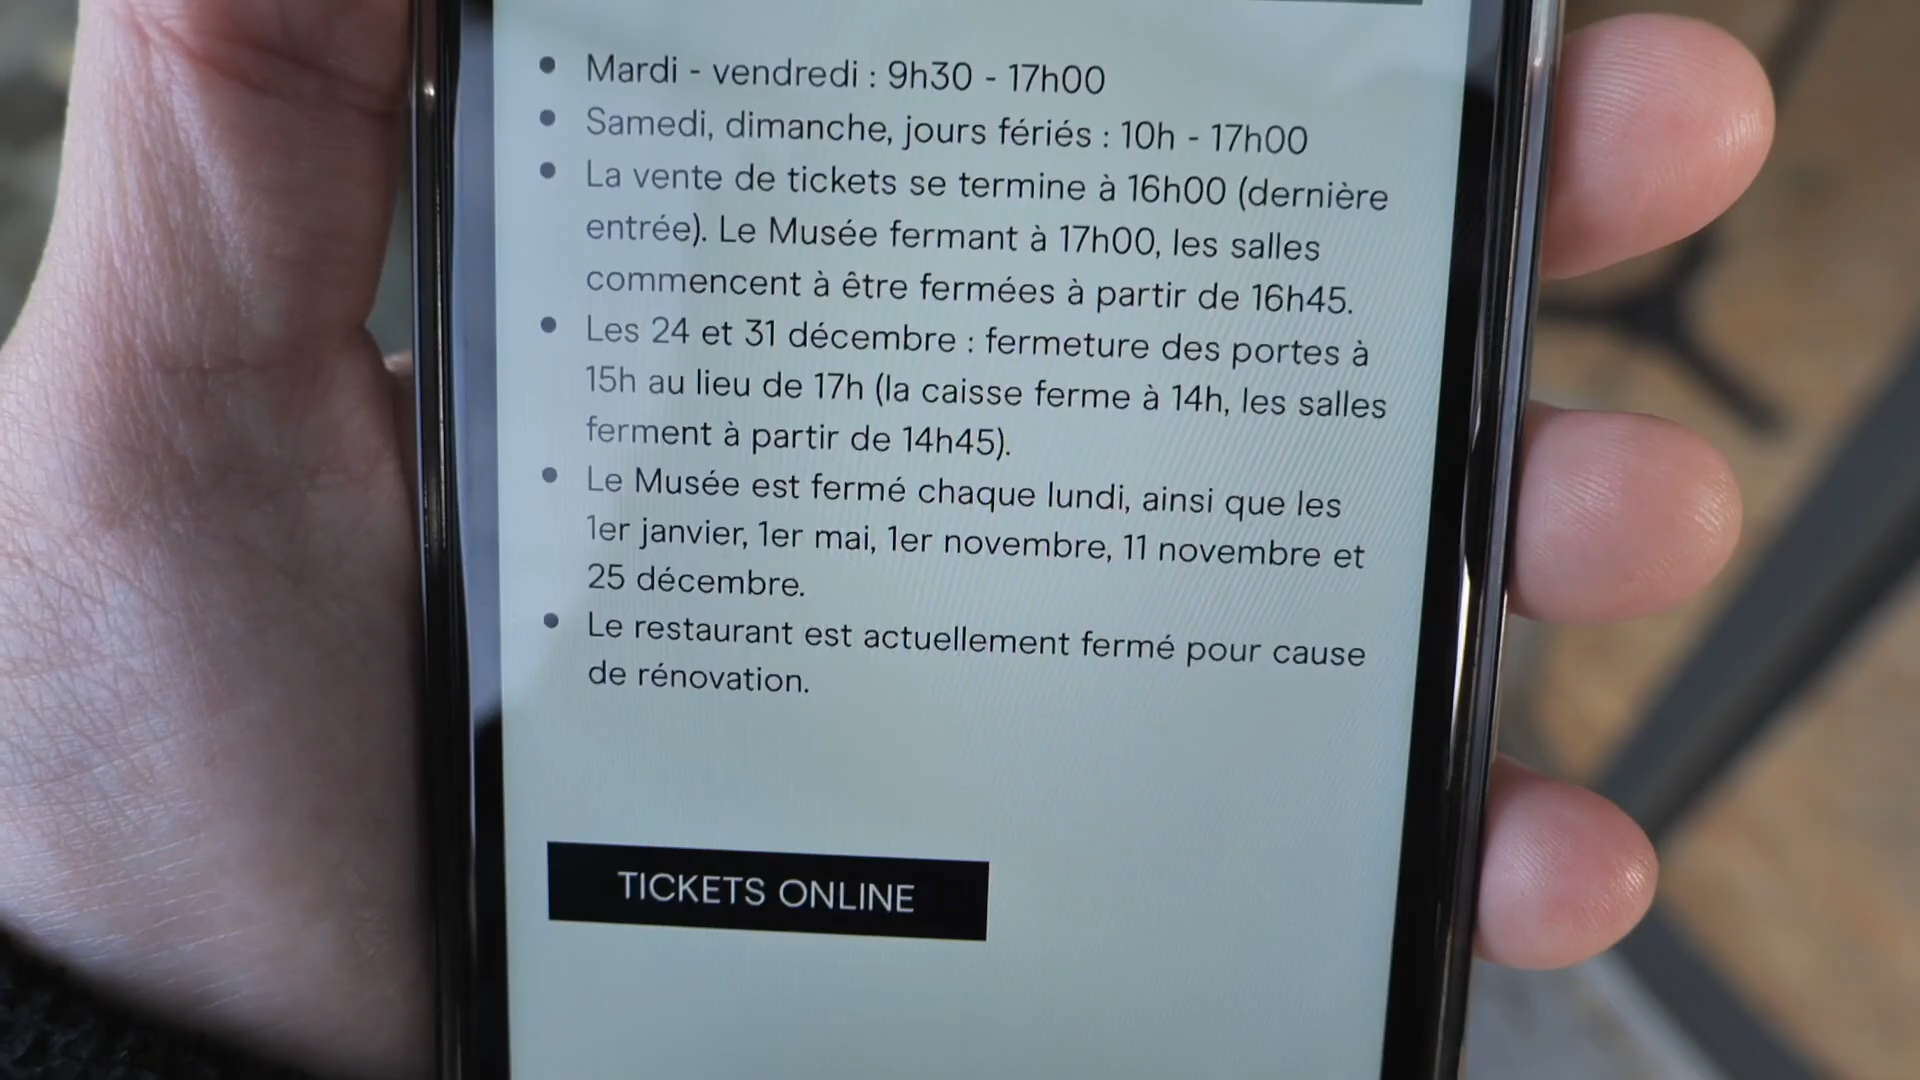 Mardi - vendredi : 9h30 - 17h00
Samedi, dimanche, jours fériés : 10h - 17h00
La vente de tickets se termine à 16h00 (dernière
entrée). Le Musée fermant à 17h00, les salles
commencent à être fermées à partir de 16h45.
Les 24 et 31 décembre : fermeture des portes à
15h au lieu de 17h (la caisse ferme à 14h, les salles
ferment à partir de 14h45).
Le Musée est fermé chaque lundi, ainsi que les
1er janvier, 1er mai, 1er novembre, 11 novembre et
25 décembre.
Le restaurant est actuellement fermé pour cause
de rénovation.
TICKETS ONLINE